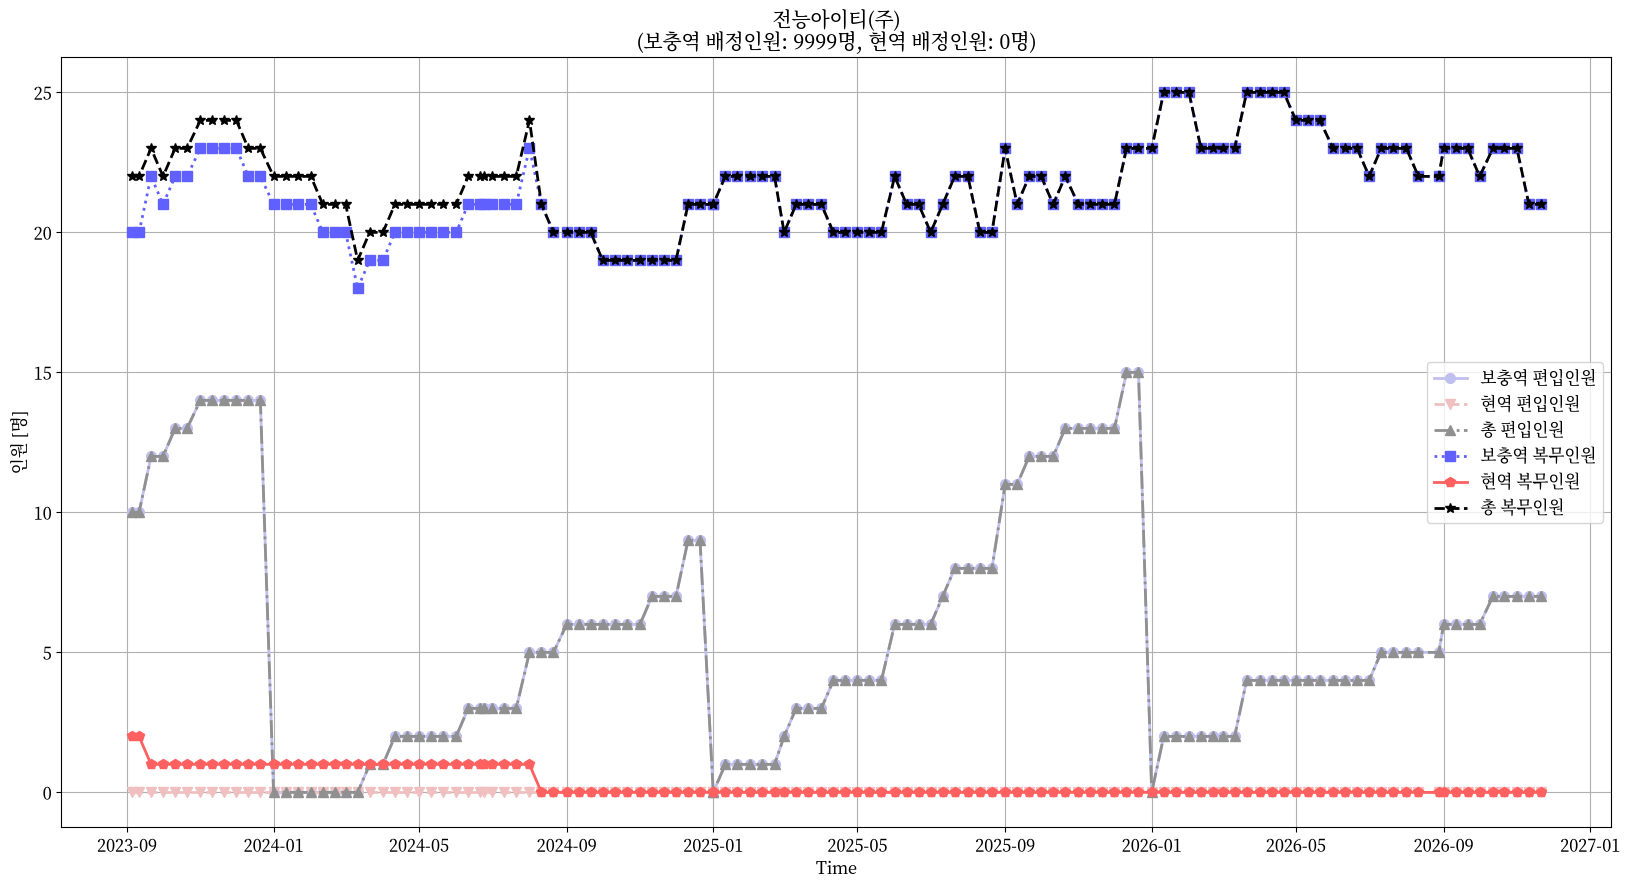 전능아이티(주)
(보충역 배정인원: 9999명, 현역 배정인원: 0명)
인원 [명]
25
20
15
10
5
0
보충역 편입인원
현역 편입인원
총 편입인원
보충역 복무인원
현역 복무인원
총 복무인원
2023-09 2024-01 2024-05 2024-09 2025-01 2025-05 2025-09 2026-01 2026-05 2026-09 2027-01
Time